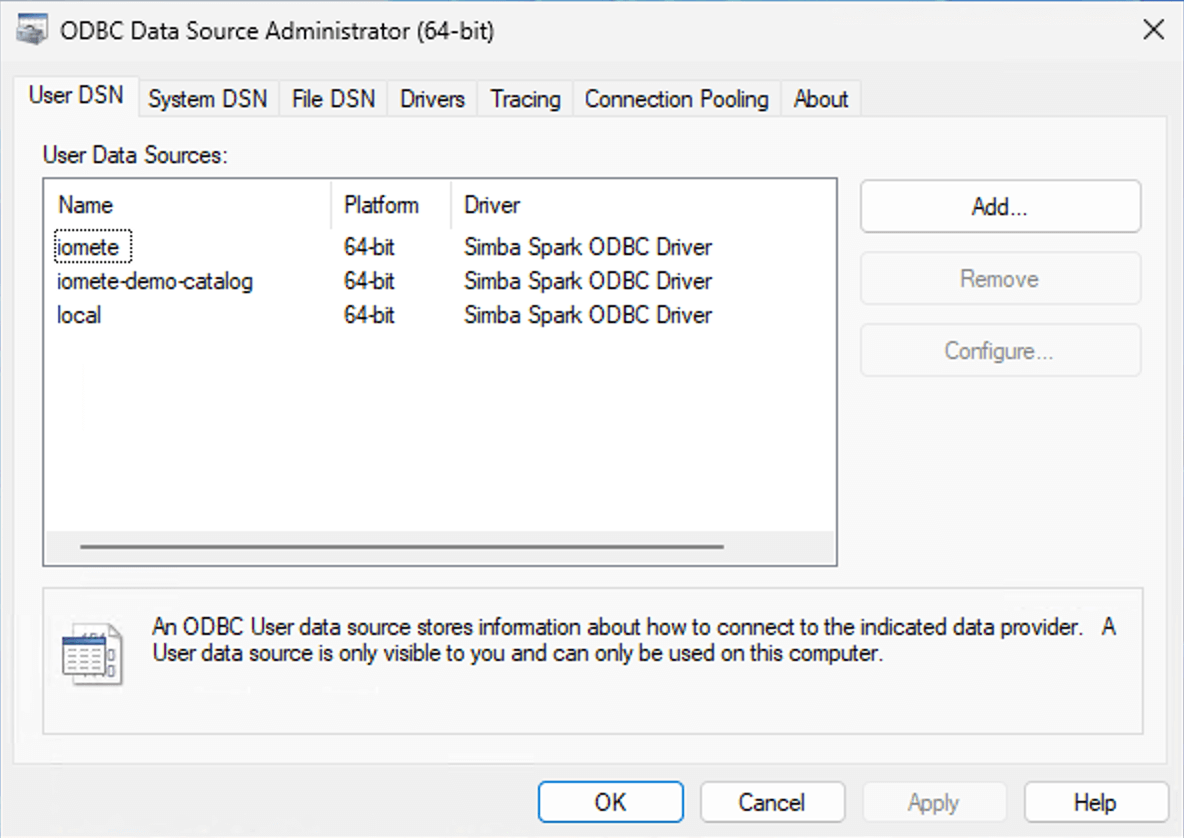 ODBC Data Source Administrator (64-bit)
User DSN System DSN File DSN Drivers Tracing Connection Pooling About
User Data Sources:
Name Platform Driver
iomete 64-bit Simba Spark ODBC Driver
iomete-demo-catalog 64-bit Simba Spark ODBC Driver
local 64-bit Simba Spark ODBC Driver
Add...
Remove
Configure...
An ODBC User data source stores information about how to connect to the indicated data provider. A
User data source is only visible to you and can only be used on this computer.
OK Cancel Apply Help